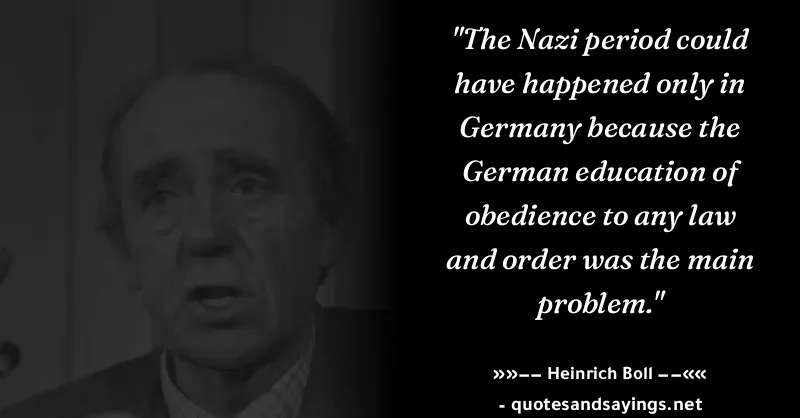 "The Nazi period could
have happened only in
Germany because the
German education of
obedience to any law
and order was the main
problem."
»»−− Heinrich Boll −−««
- quotesandsayings.net